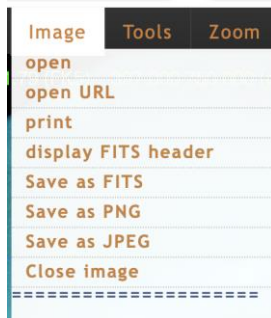 Image Tools Zoom
open
open URL
print
display FITS header
Save as FITS
Save as PNG
Save as JPEG
Close image
==========================